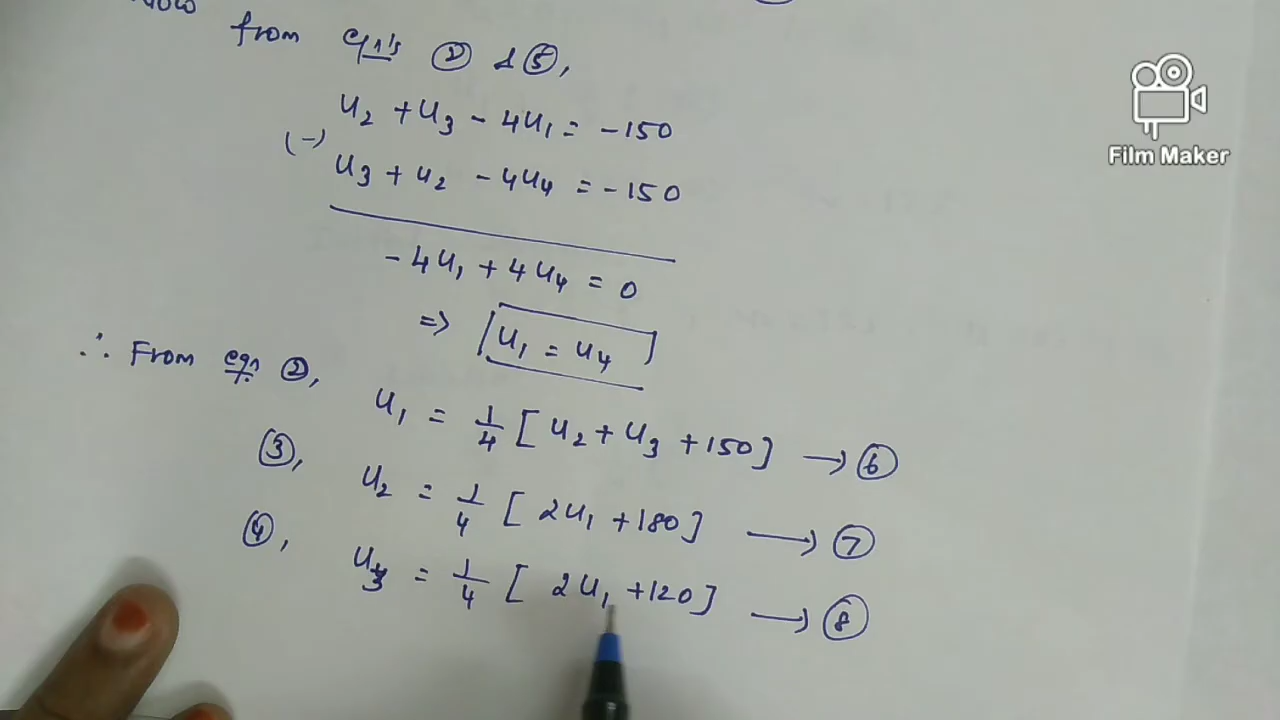 Now
from eqn's ② & ⑤,
U₂ + U₃ - 4U₁ = -150
(-)
U₃ + U₂ - 4U₄ = -150
-4U₁ + 4U₄ = 0
=> U₁ = U₄
∴ From eqn ②,
U₁ = 1/4 [U₂ + U₃ + 150] → ⑥
③,
U₂ = 1/4 [2U₁ + 180] → ⑦
④,
U₃ = 1/4 [2U₁ + 120] → ⑧
Film Maker